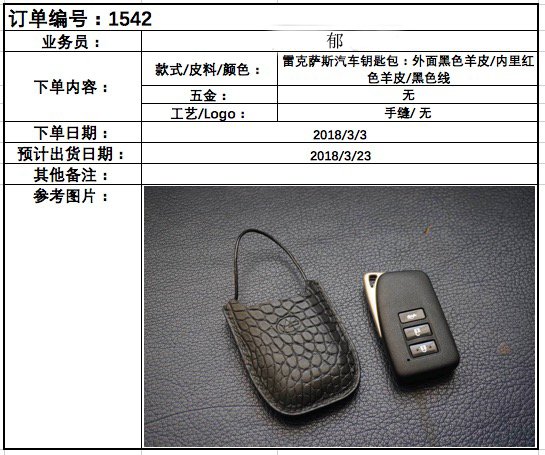 订单编号：1542
业务员： 郁
下单内容： 款式/皮料/颜色： 雷克萨斯汽车钥匙包：外面黑色羊皮/内里红
色羊皮/黑色线
五金： 无
工艺/Logo： 手缝/ 无
下单日期： 2018/3/3
预计出货日期： 2018/3/23
其他备注：
参考图片：